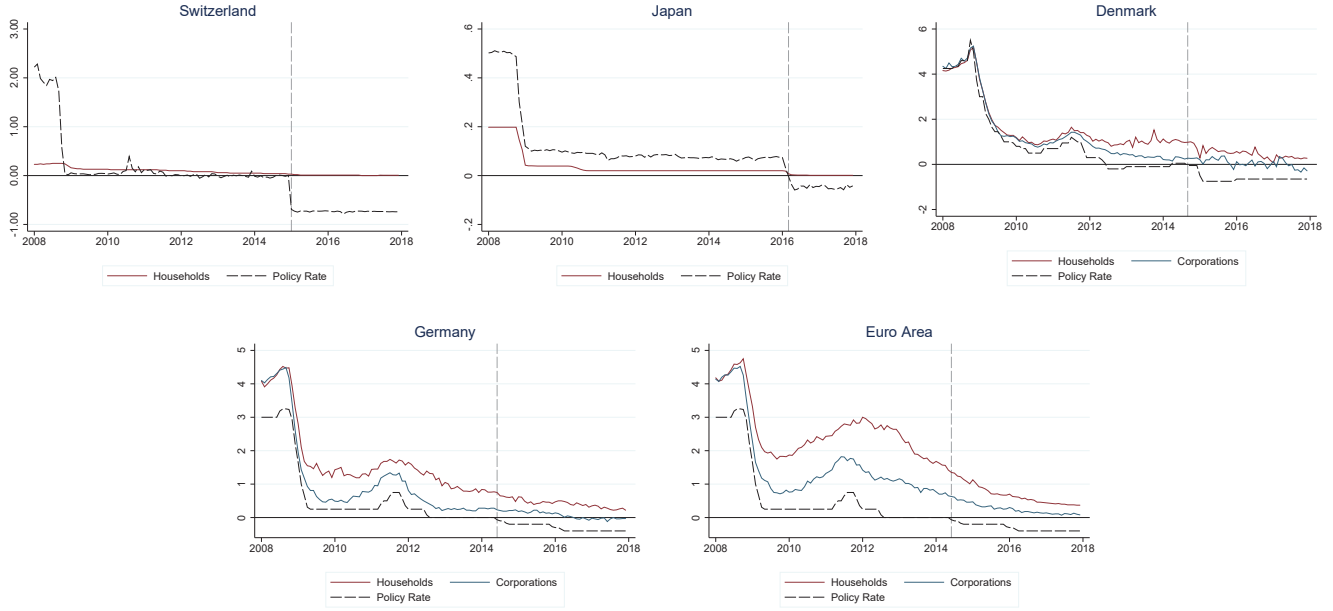 Switzerland
3.00
2.00
1.00
0.00
-1.00
2008 2010 2012 2014 2016 2018
Households Policy Rate
Japan
.6
.4
.2
0
-.2
2008 2010 2012 2014 2016 2018
Households Policy Rate
Denmark
6
4
2
0
-2
2008 2010 2012 2014 2016 2018
Households Corporations
Policy Rate
Germany
5
4
3
2
1
0
2008 2010 2012 2014 2016 2018
Households Corporations
Policy Rate
Euro Area
5
4
3
2
1
0
2008 2010 2012 2014 2016 2018
Households Corporations
Policy Rate